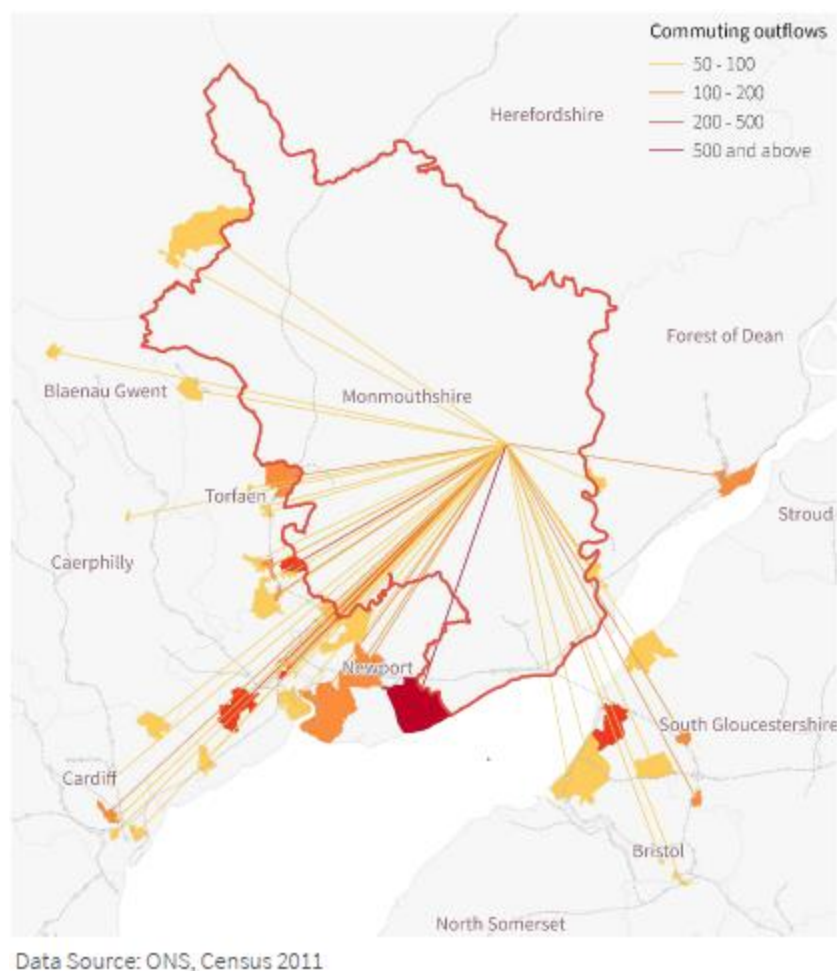 Commuting outflows
50 - 100
100 - 200
200 - 500
500 and above
Herefordshire
Forest of Dean
Blaenau Gwent
Monmouthshire
Torfaen
Stroud
Caerphilly
Newport
South Gloucestershire
Cardiff
Bristol
North Somerset
Data Source: ONS, Census 2011